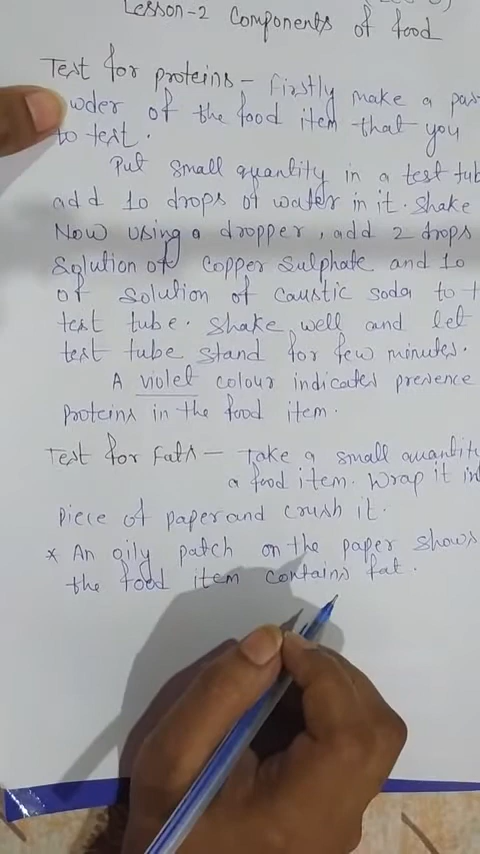 Lesson-2 Components of food
Test for proteins - Firstly make a pas
wder of the food item that you
to test.
Put small quantity in a test tub
add 10 drops of water in it. Shake
Now using a dropper, add 2 drops
solution of copper sulphate and 10
of solution of caustic soda to t
test tube. Shake well and let
test tube stand for few minutes.
A violet colour indicates presence
proteins in the food item.
Test for Fats - Take a small quantit
a food item. Wrap it in
piece of paper and crush it.
* An oily patch on the paper shows
the food item contains fat.